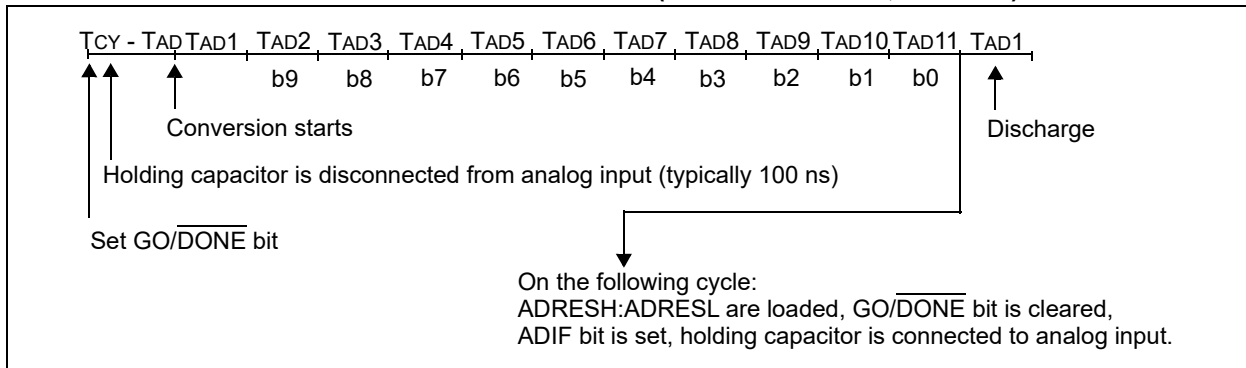 TCY - TAD TAD1 TAD2 TAD3 TAD4 TAD5 TAD6 TAD7 TAD8 TAD9 TAD10 TAD11 TAD1
b9 b8 b7 b6 b5 b4 b3 b2 b1 b0
Conversion starts
Discharge
Holding capacitor is disconnected from analog input (typically 100 ns)
Set GO/DONE bit
On the following cycle:
ADRESH:ADRESL are loaded, GO/DONE bit is cleared,
ADIF bit is set, holding capacitor is connected to analog input.